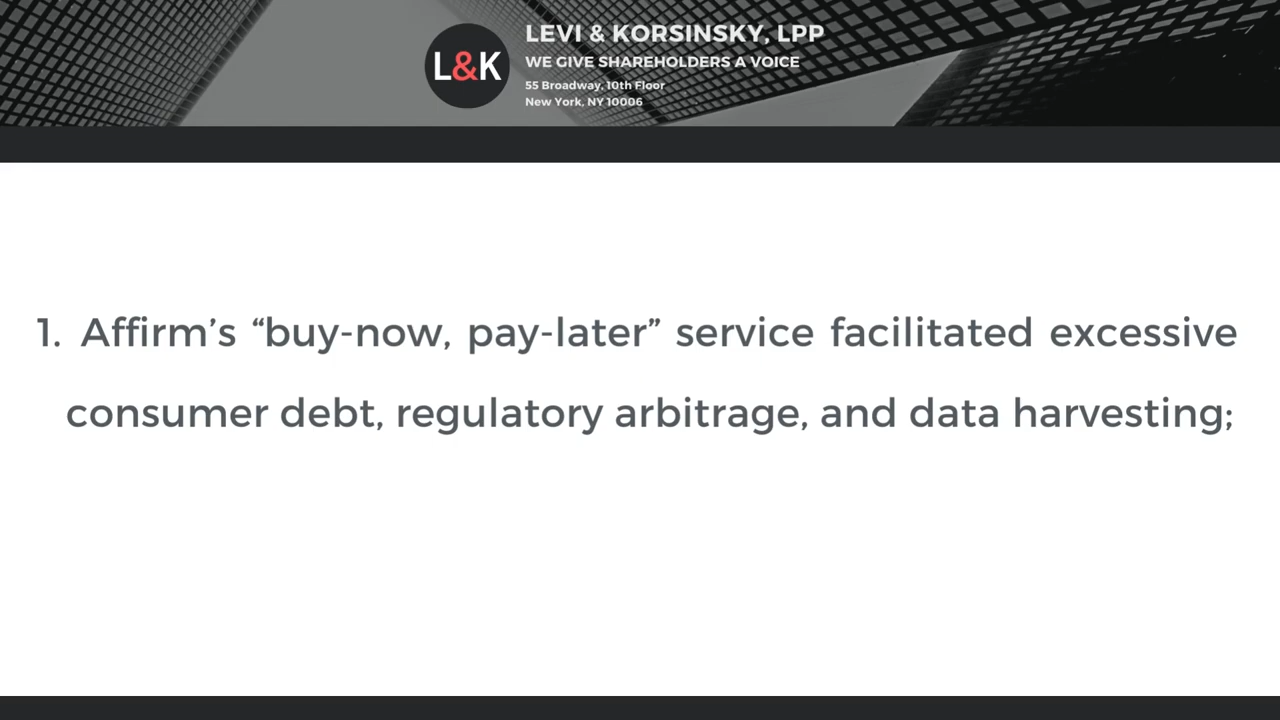 L&K
LEVI & KORSINSKY, LPP
WE GIVE SHAREHOLDERS A VOICE
55 Broadway, 10th Floor
New York, NY 10006
1. Affirm’s “buy-now, pay-later” service facilitated excessive
consumer debt, regulatory arbitrage, and data harvesting;